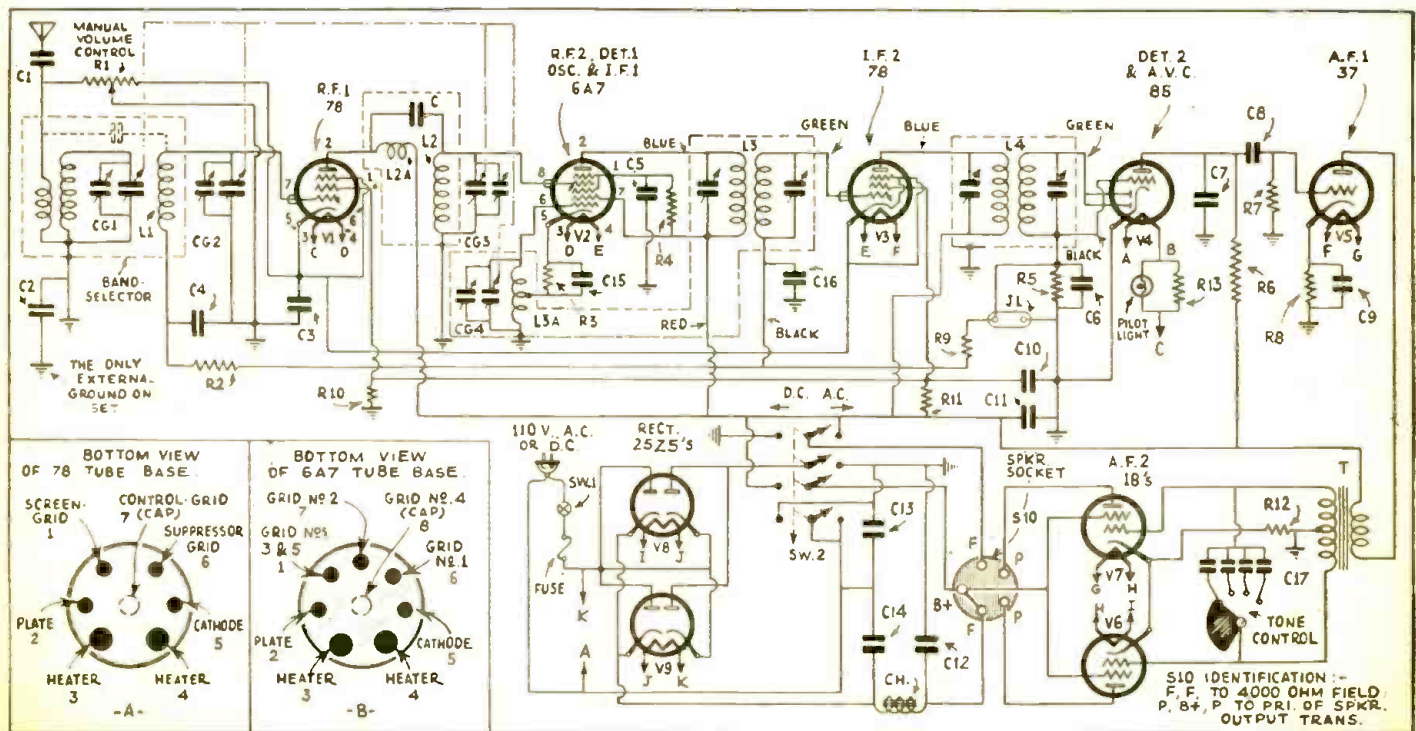 MANUAL
VOLUME
CONTROL
R1
C1
R.F.1
78
R.F.2, DET.1
OSC. & I.F.1
6A7
I.F.2
78
DET. 2
& A.V.C.
85
A.F.1
37
C
L2
L2A
BLUE
L3
GREEN
BLUE
L4
GREEN
C8
C5
C7
R7
CG1
L1
CG2
CG3
V1
C D
V2
D E
R4
V3
E F
V4
A
B
BLACK
V5
F G
C2
BAND-
SELECTOR
C4
C3
CG4
L3A
C15
R3
C16
RED
BLACK
R5
J1
C6
PILOT
LIGHT
R13
C
R6
R8
C9
THE ONLY
EXTERNAL
GROUND ON
SET
R2
R10
R9
C10
R11
C11
D.C. A.C.
BOTTOM VIEW
OF 78 TUBE BASE
SCREEN-
GRID
1
CONTROL-GRID
7 (CAP)
SUPPRESSOR
GRID
6
PLATE
2
CATHODE
5
HEATER
3
HEATER
4
-A-
BOTTOM VIEW
OF 6A7 TUBE BASE
GRID Nº 2
7
GRID Nº 4
(CAP)
8
GRID Nos
3 & 5
1
GRID
Nº 1
6
PLATE
2
CATHODE
5
HEATER
3
HEATER
4
-B-
110 V., A.C.
OR D.C.
SW.1
FUSE
K
A
RECT.
25Z5's
V8
I J
V9
J K
SW.2
C13
C14
C12
CH.
SPKR.
SOCKET
S10
F P
B+
F P
A.F.2
18's
V7
G H
H I
V6
T
R12
C17
TONE
CONTROL
S10 IDENTIFICATION:-
F, F, TO 4000 OHM FIELD
P, B+, P TO PRI. OF SPKR.
OUTPUT TRANS.